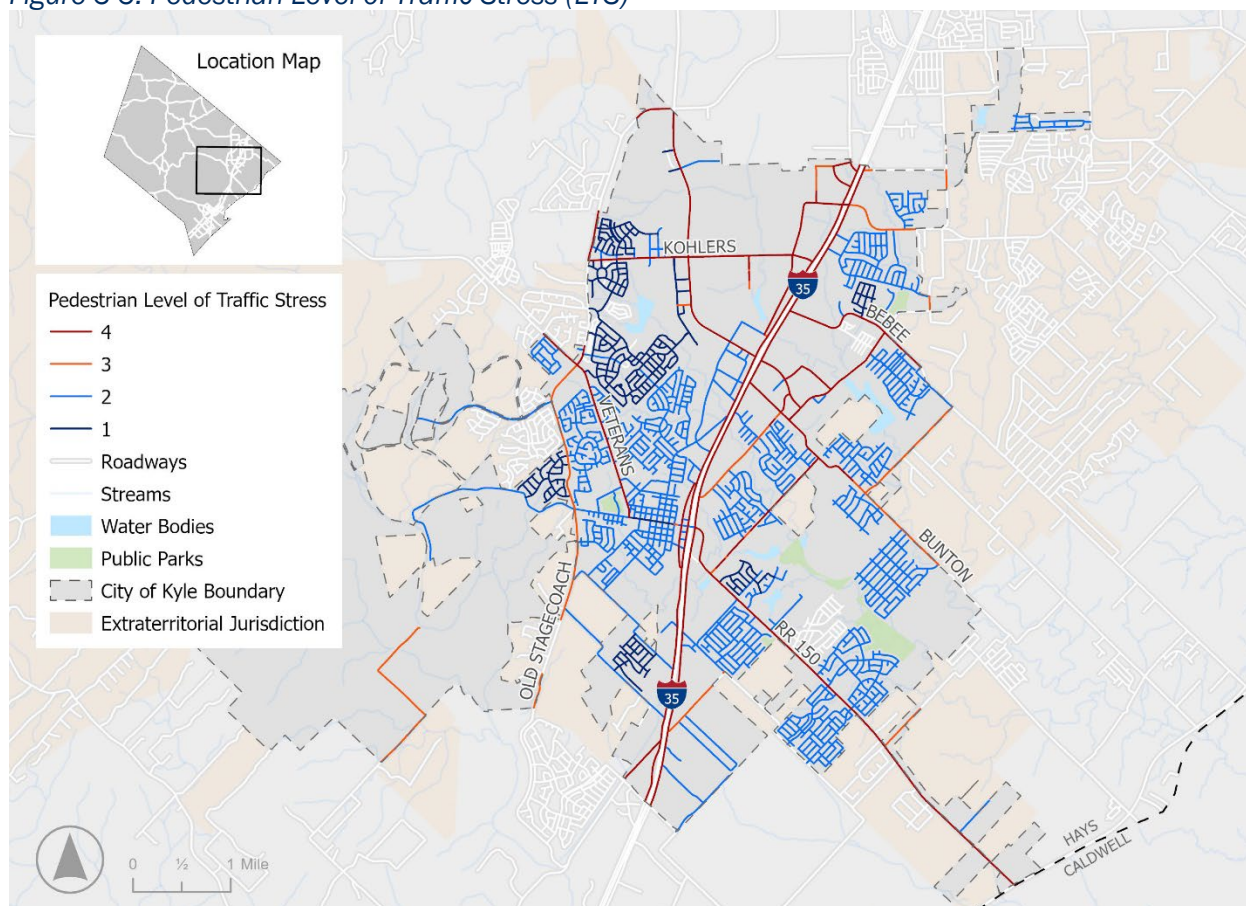 Figure 3-3. Pedestrian Level of Traffic Stress (LTS)
Location Map
Pedestrian Level of Traffic Stress
4
3
2
1
Roadways
Streams
Water Bodies
Public Parks
City of Kyle Boundary
Extraterritorial Jurisdiction
KOHLERS
35
BEBEE
VETERANS
BUNTON
OLD STAGECOACH
RR 150
35
HAYS
CALDWELL
0 ½ 1 Mile